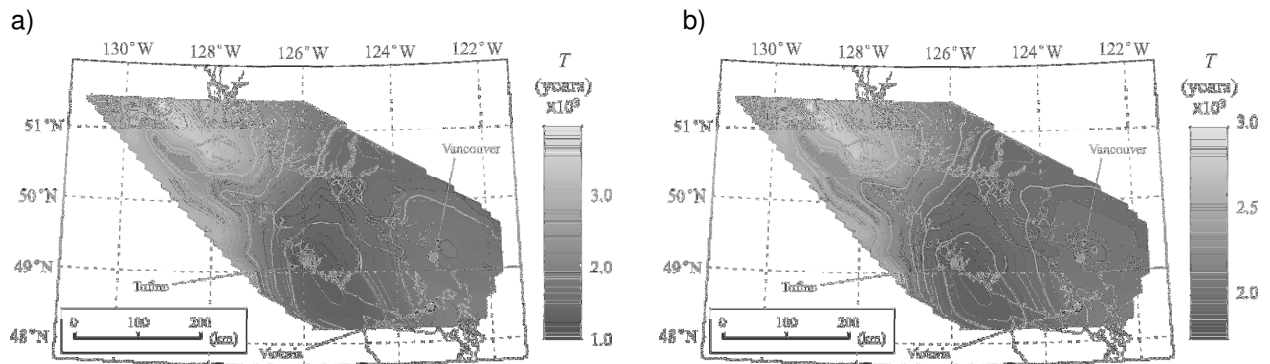 a)
130°W 128°W 126°W 124°W 122°W
T
(years)
×10³
51°N
50°N
49°N
48°N
Vancouver
Tofino
Victoria
3.0
2.0
1.0
0 100 200
(km)
b)
130°W 128°W 126°W 124°W 122°W
T
(years)
×10³
51°N
50°N
49°N
48°N
Vancouver
Tofino
Victoria
3.0
2.5
2.0
0 100 200
(km)